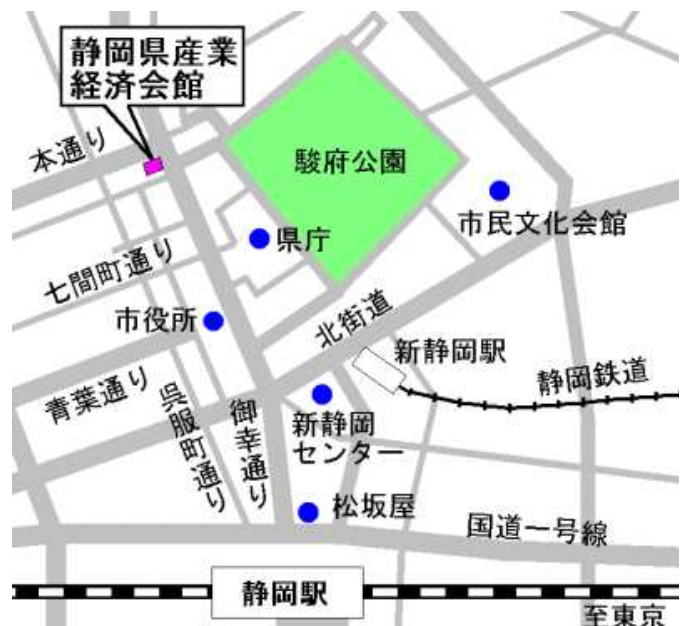 静岡県産業
経済会館
本通り
駿府公園
市民文化会館
県庁
七間町通り
市役所
北街道
新静岡駅
静岡鉄道
青葉通り
呉服町通り
御幸通り
新静岡
センター
松坂屋
国道一号線
静岡駅
至東京